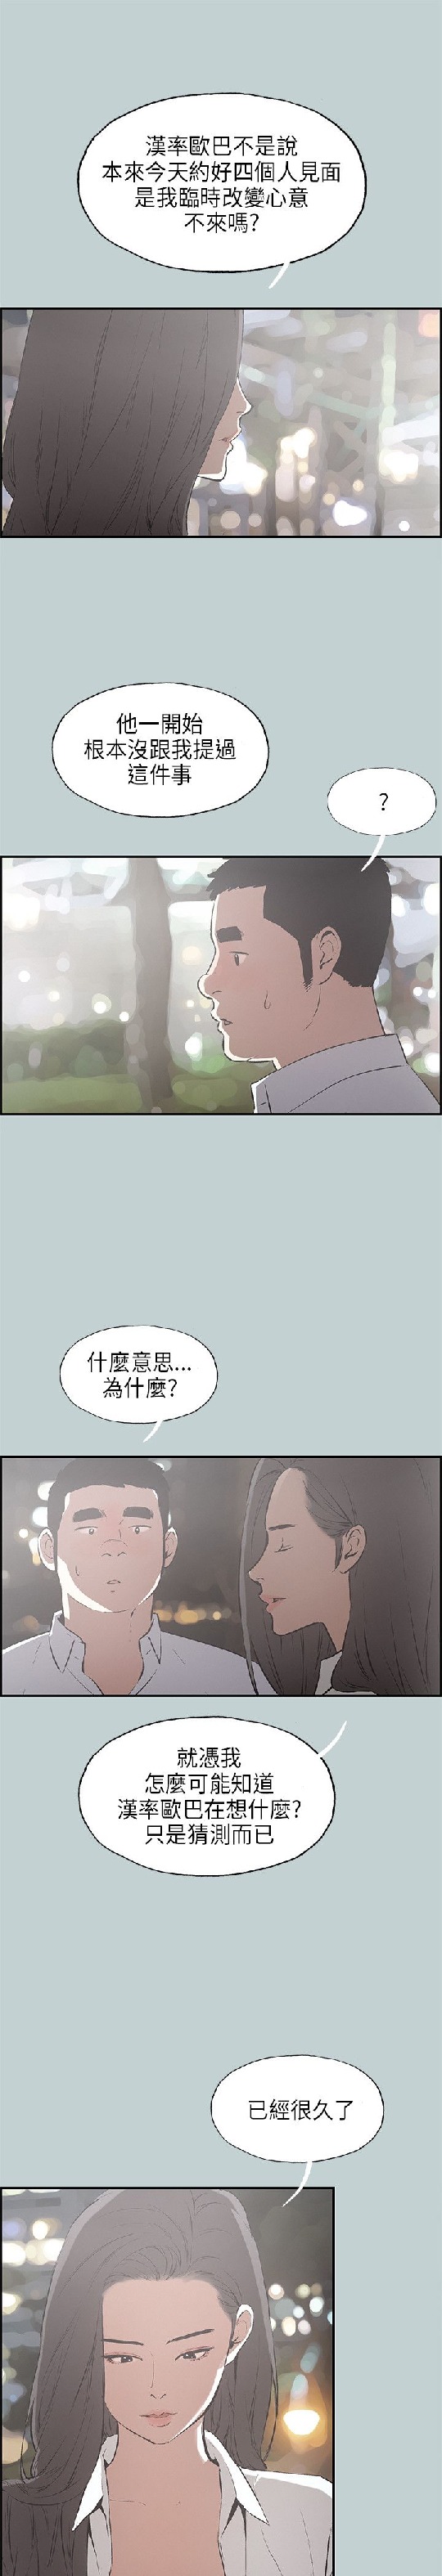 漢率歐巴不是說
本來今天約好四個人見面
是我臨時改變心意
不來嗎?
他一開始
根本沒跟我提過
這件事
?
什麼意思...
為什麼?
就憑我
怎麼可能知道
漢率歐巴在想什麼?
只是猜測而已
已經很久了